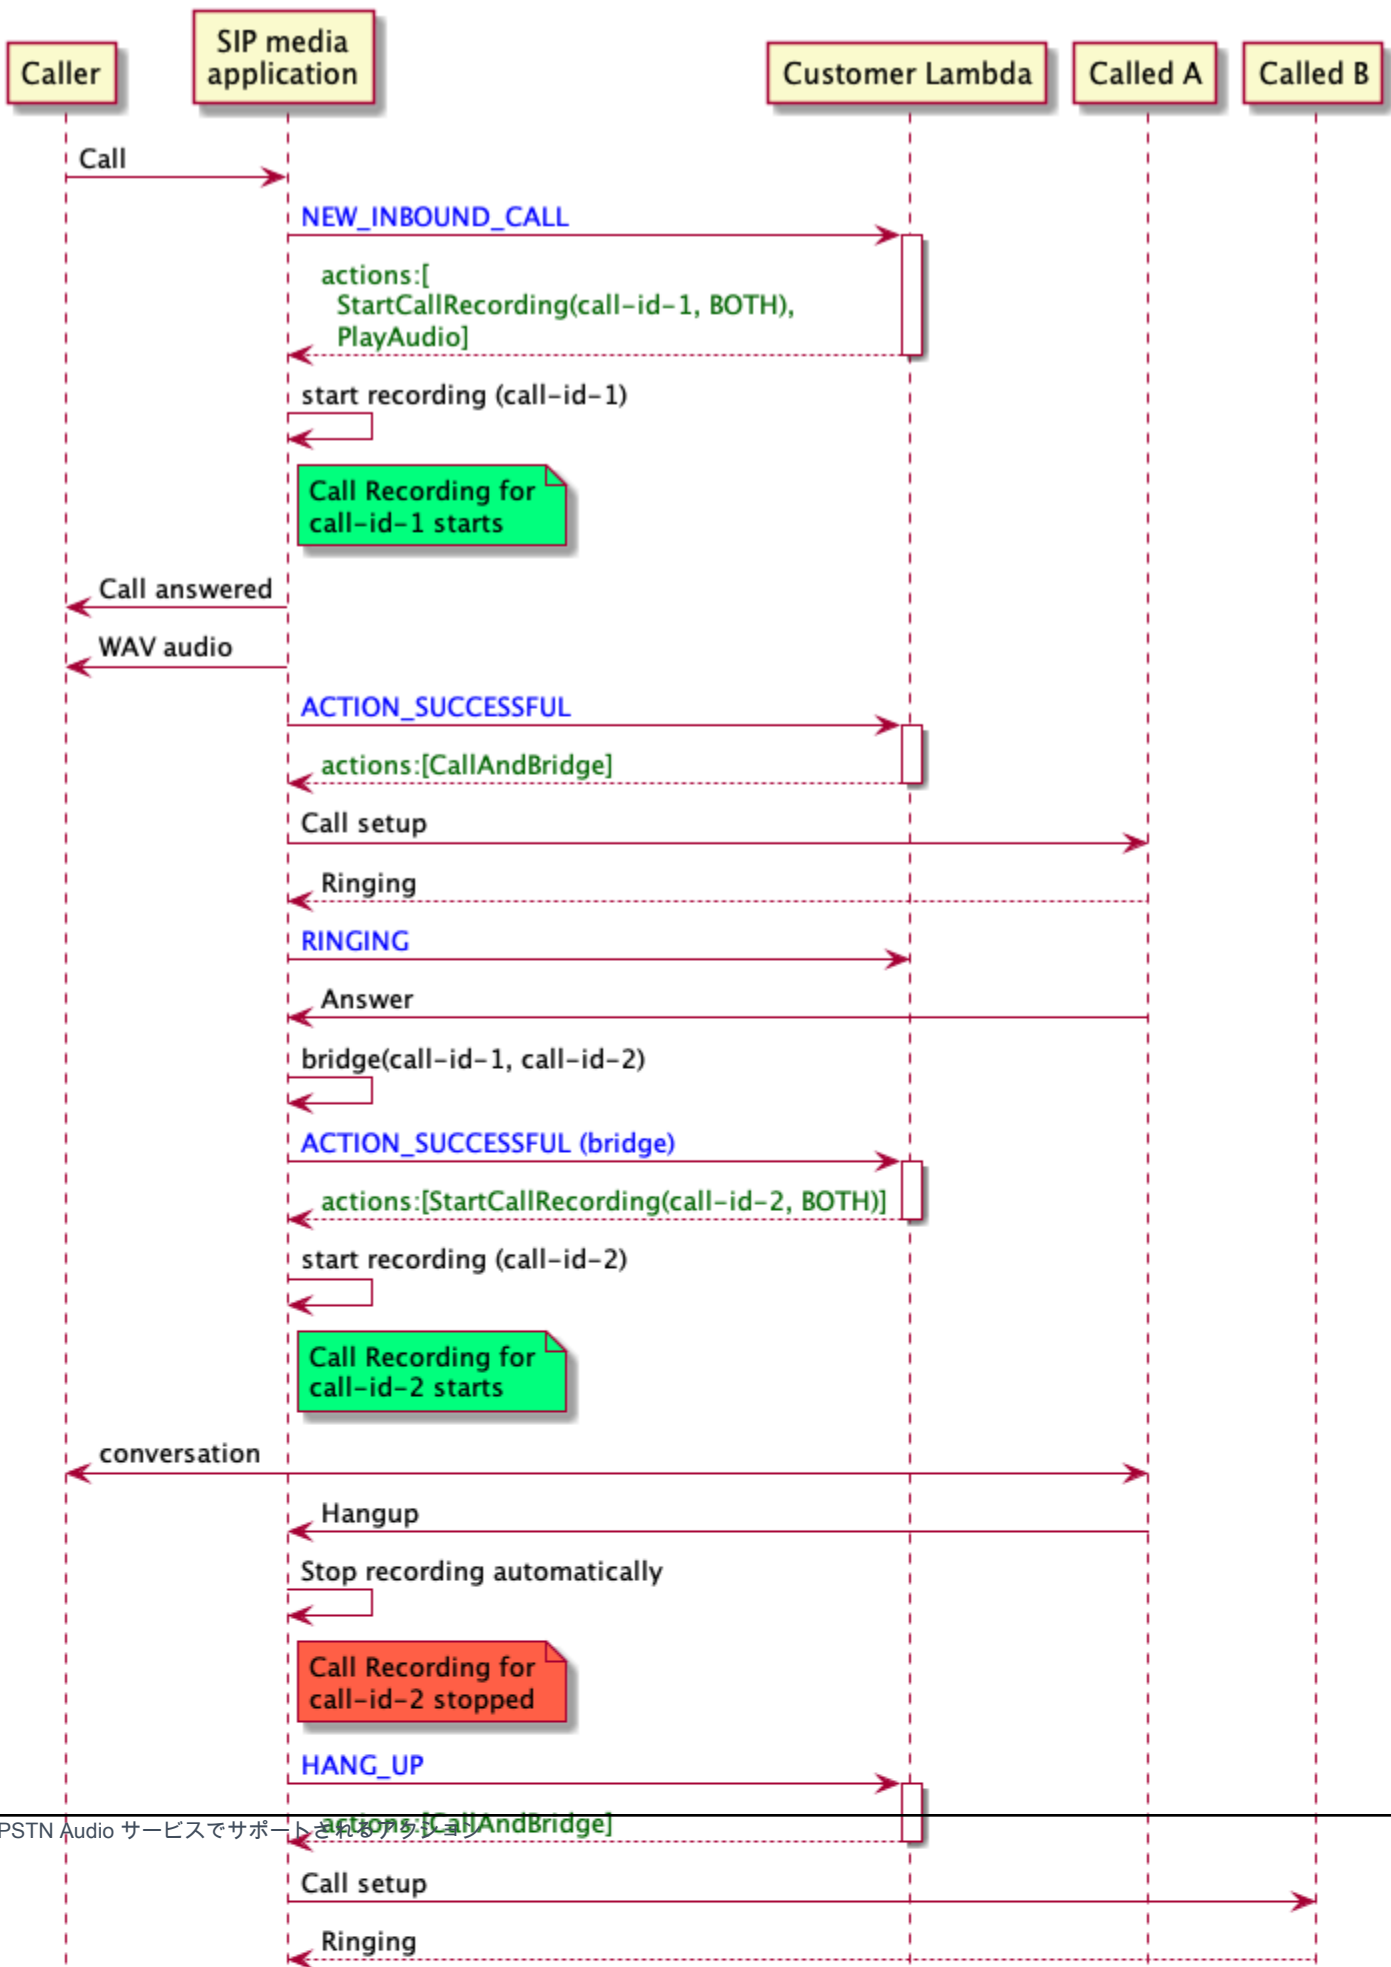 Caller
SIP media
application
Customer Lambda
Called A
Called B
Call
NEW_INBOUND_CALL
actions:[
StartCallRecording(call-id-1, BOTH),
PlayAudio]
start recording (call-id-1)
Call Recording for
call-id-1 starts
Call answered
WAV audio
ACTION_SUCCESSFUL
actions:[CallAndBridge]
Call setup
Ringing
RINGING
Answer
bridge(call-id-1, call-id-2)
ACTION_SUCCESSFUL (bridge)
actions:[StartCallRecording(call-id-2, BOTH)]
start recording (call-id-2)
Call Recording for
call-id-2 starts
conversation
Hangup
Stop recording automatically
Call Recording for
call-id-2 stopped
HANG_UP
actions:[CallAndBridge]
PSTN Audio サービスでサポートされるアクション
Call setup
Ringing